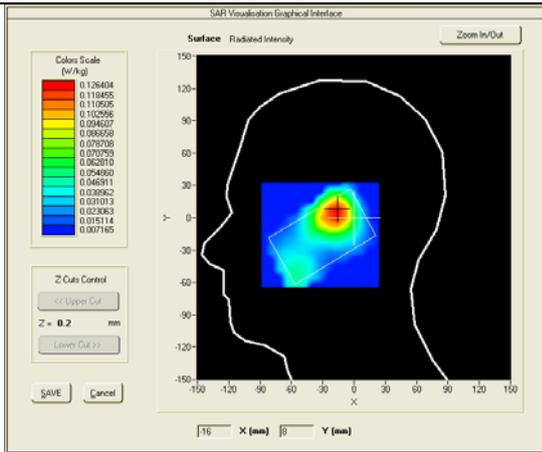 SAR Visualisation Graphical Interface
Surface Radiated Intensity
Zoom In/Out
Colors Scale
(W/kg)
0.126404
0.118455
0.110505
0.102556
0.094607
0.086658
0.078708
0.070759
0.062810
0.054860
0.046911
0.038962
0.031013
0.023063
0.015114
0.007165
Z Cuts Control
<< Upper Cut
Z = 0.2 mm
Lower Cut >>
SAVE Cancel
150
120
90
60
30
0
-30
-60
-90
-120
-150
Y
-150 -120 -90 -60 -30 0 30 60 90 120 150
X
-16 X (mm) 8 Y (mm)